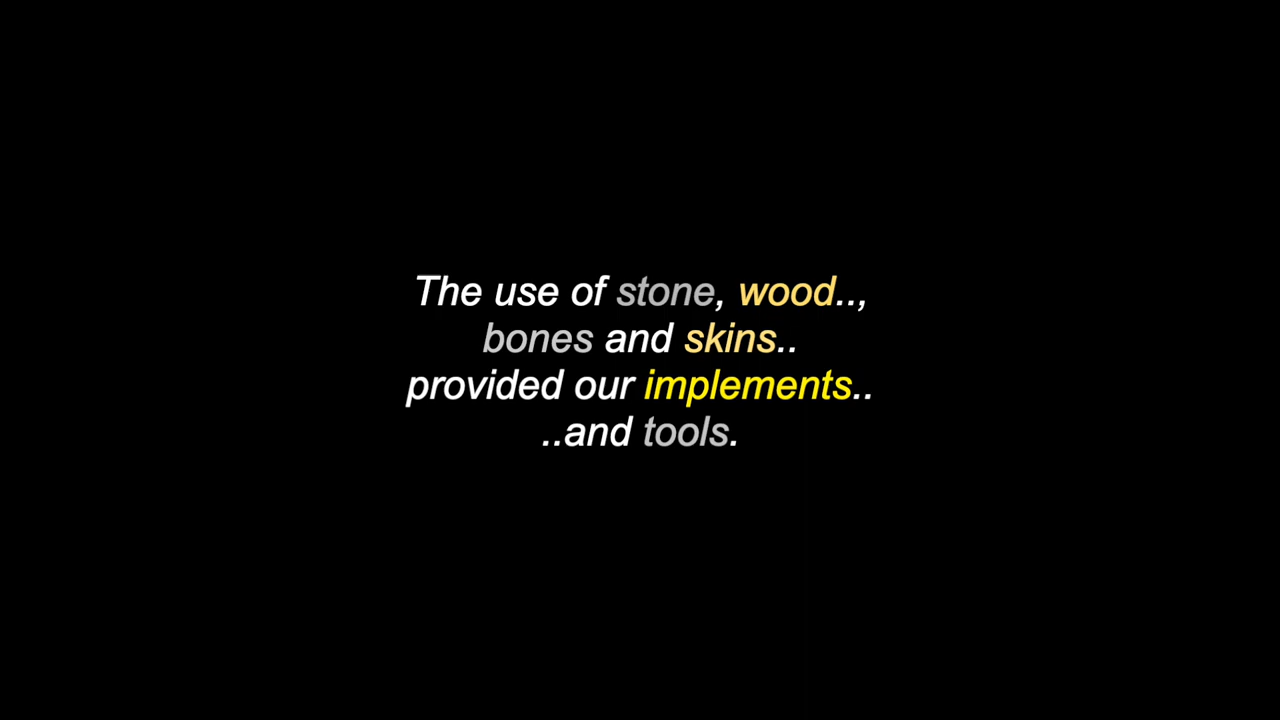 The use of stone, wood..,
bones and skins..
provided our implements..
..and tools.